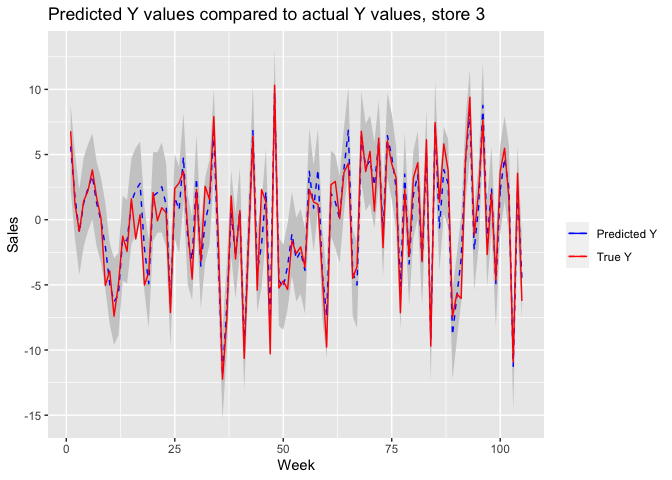 Predicted Y values compared to actual Y values, store 3
Sales
10
5
0
-5
-10
-15
0
25
50
75
100
Week
Predicted Y
True Y